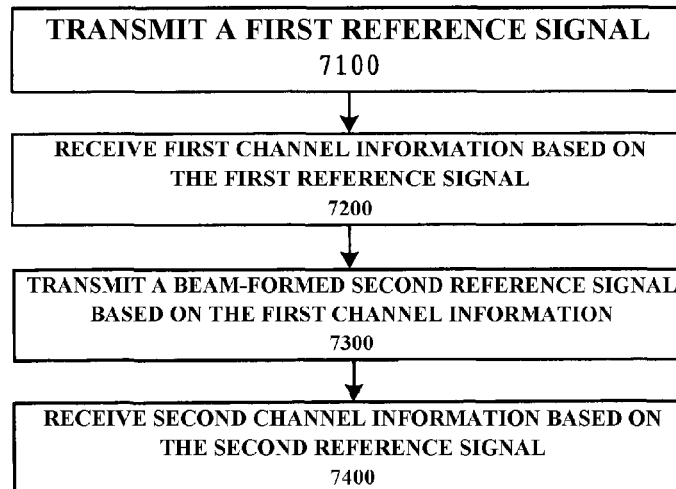 TRANSMIT A FIRST REFERENCE SIGNAL
7100
RECEIVE FIRST CHANNEL INFORMATION BASED ON
THE FIRST REFERENCE SIGNAL
7200
TRANSMIT A BEAM-FORMED SECOND REFERENCE SIGNAL
BASED ON THE FIRST CHANNEL INFORMATION
7300
RECEIVE SECOND CHANNEL INFORMATION BASED ON
THE SECOND REFERENCE SIGNAL
7400